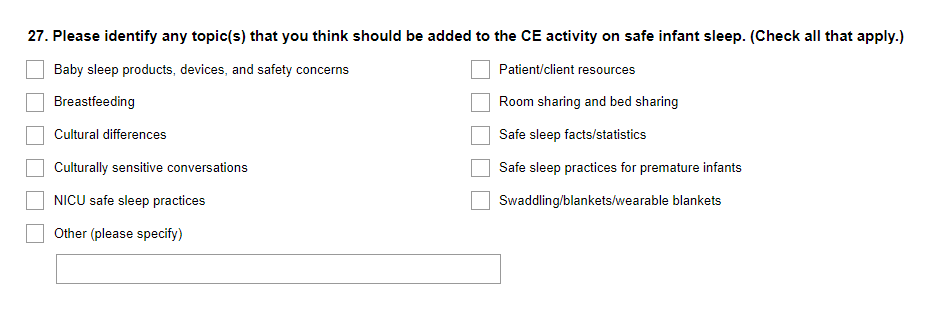 27. Please identify any topic(s) that you think should be added to the CE activity on safe infant sleep. (Check all that apply.)
Baby sleep products, devices, and safety concerns
Patient/client resources
Breastfeeding
Room sharing and bed sharing
Cultural differences
Safe sleep facts/statistics
Culturally sensitive conversations
Safe sleep practices for premature infants
NICU safe sleep practices
Swaddling/blankets/wearable blankets
Other (please specify)